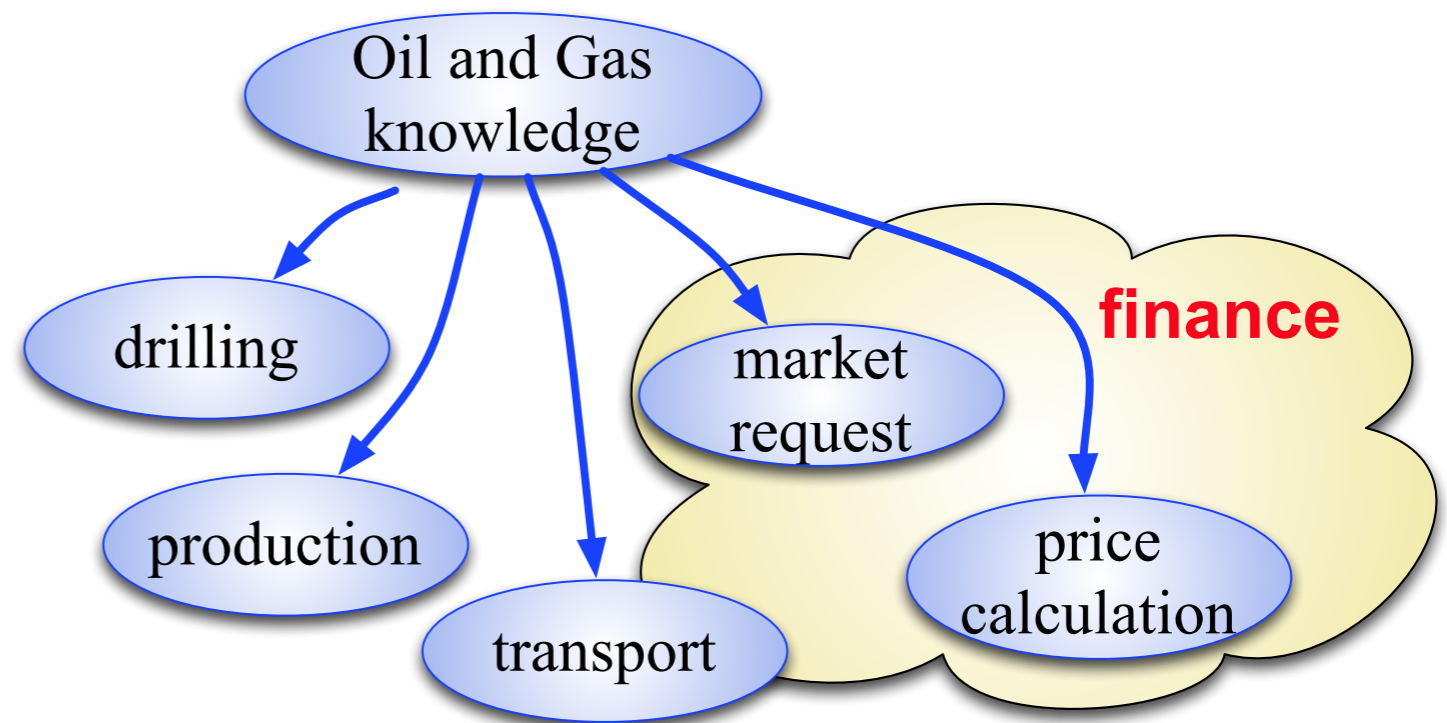 Oil and Gas
knowledge
finance
drilling
market
request
production
price
calculation
transport